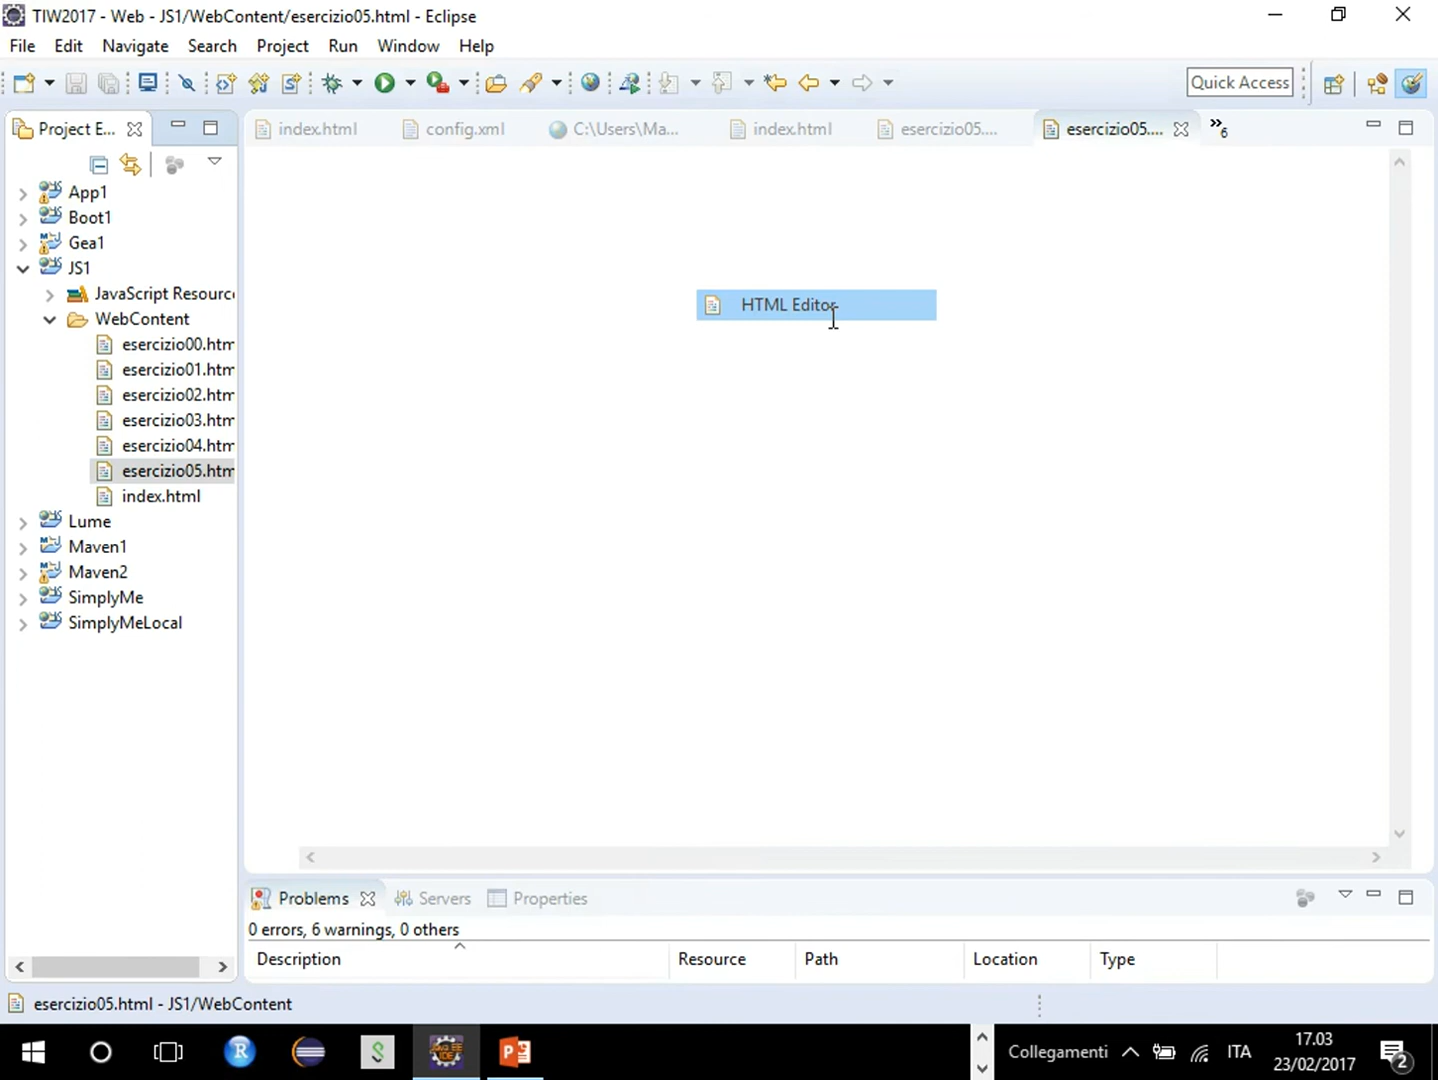 TIW2017 - Web - JS1/WebContent/esercizio05.html - Eclipse
File Edit Navigate Search Project Run Window Help
Quick Access
Project E...
index.html config.xml C:\Users\Ma... index.html esercizio05.... esercizio05.... »6
App1
Boot1
Gea1
JS1
JavaScript Resourc
WebContent
esercizio00.htm
esercizio01.htm
esercizio02.htm
esercizio03.htm
esercizio04.htm
esercizio05.htm
index.html
Lume
Maven1
Maven2
SimplyMe
SimplyMeLocal
HTML Editor
Problems Servers Properties
0 errors, 6 warnings, 0 others
Description Resource Path Location Type
esercizio05.html - JS1/WebContent
Collegamenti ITA
17.03
23/02/2017
2